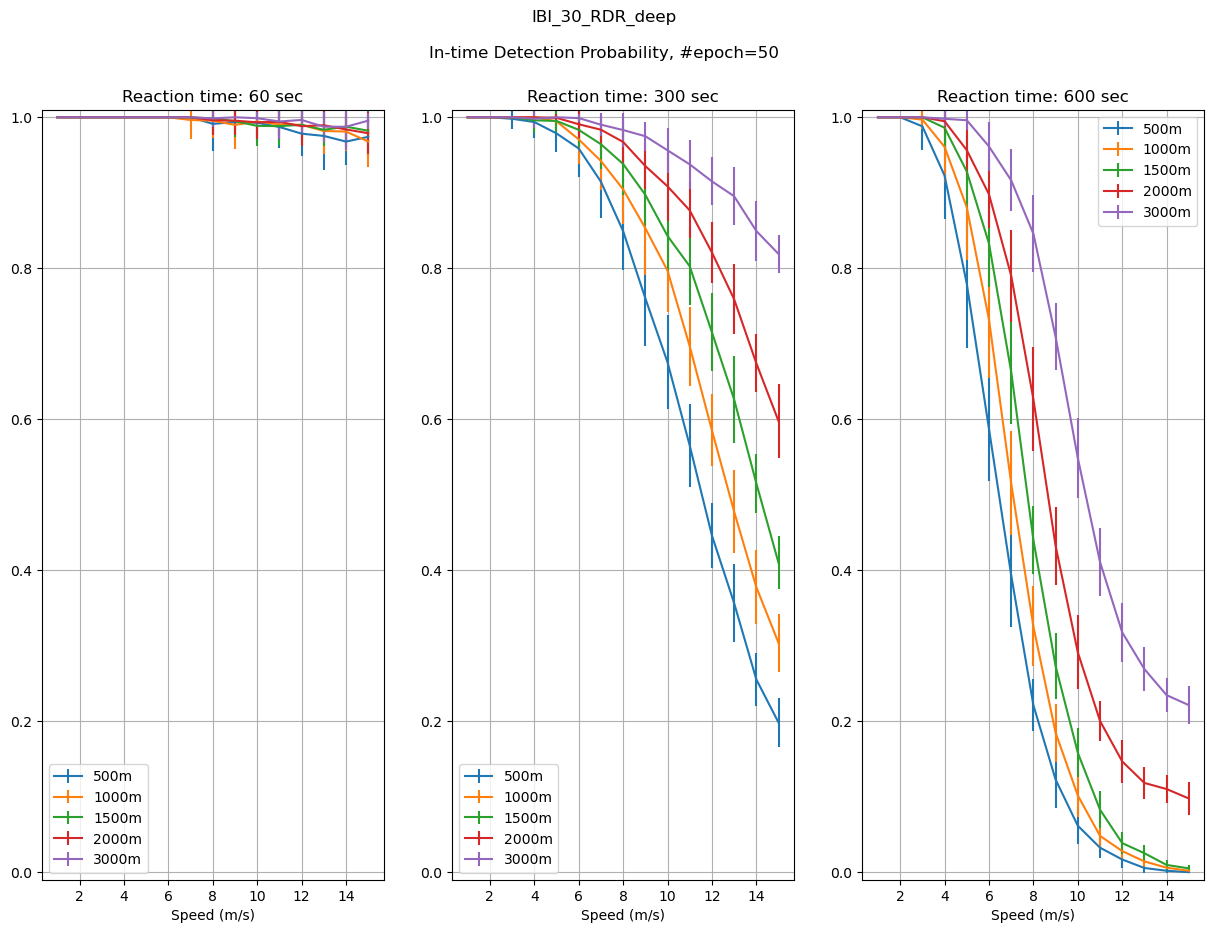 IBI_30_RDR_deep
In-time Detection Probability, #epoch=50
Reaction time: 60 sec
1.0
0.8
0.6
0.4
0.2
0.0
500m
1000m
1500m
2000m
3000m
2 4 6 8 10 12 14
Speed (m/s)
Reaction time: 300 sec
1.0
0.8
0.6
0.4
0.2
0.0
500m
1000m
1500m
2000m
3000m
2 4 6 8 10 12 14
Speed (m/s)
Reaction time: 600 sec
1.0
0.8
0.6
0.4
0.2
0.0
500m
1000m
1500m
2000m
3000m
2 4 6 8 10 12 14
Speed (m/s)